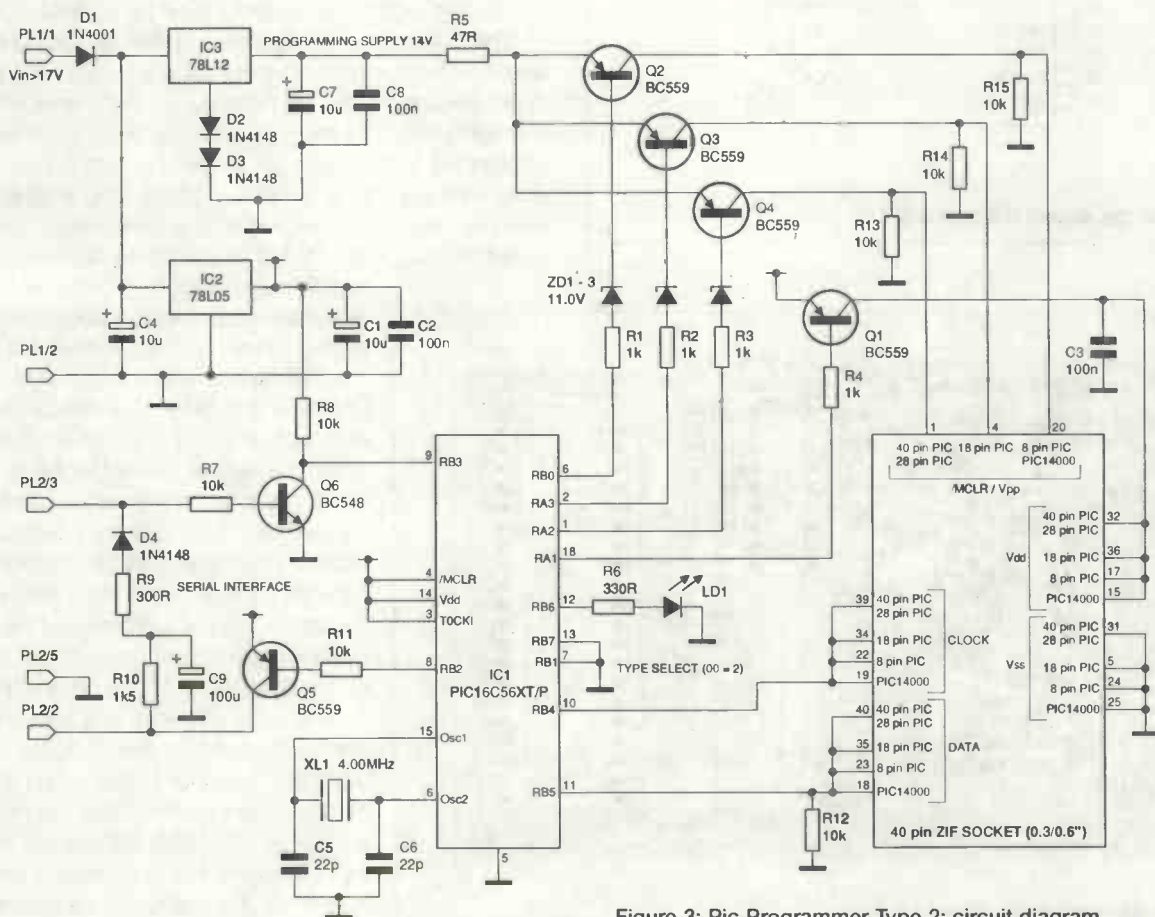 PL1/1
D1
1N4001
Vin>17V
IC3
78L12
PROGRAMMING SUPPLY 14V
R5
47R
C7
10u
C8
100n
D2
1N4148
D3
1N4148
Q2
BC559
Q3
BC559
Q4
BC559
R15
10k
R14
10k
R13
10k
IC2
78L05
C4
10u
C1
10u
C2
100n
PL1/2
ZD1 - 3
11.0V
R1
1k
R2
1k
R3
1k
Q1
BC559
R4
1k
C3
100n
R8
10k
PL2/3
R7
10k
Q6
BC548
D4
1N4148
R9
300R
SERIAL INTERFACE
PL2/5
R10
1k5
C9
100u
Q5
BC559
R11
10k
PL2/2
XL1 4.00MHz
C5
22p
C6
22p
9 RB3
4 /MCLR
14 Vdd
3 T0CKI
8 RB2
15 Osc1
6 Osc2
IC1
PIC16C56XT/P
5
RB0 6
RA3 2
RA2 1
RA1 18
RB6 12
RB7 13
RB1 7
RB4 10
RB5 11
R6
330R
LD1
TYPE SELECT (00 = 2)
R12
10k
1 4 20
40 pin PIC 18 pin PIC 8 pin PIC
28 pin PIC PIC14000
/MCLR / Vpp
40 pin PIC 32
28 pin PIC
Vdd
18 pin PIC 36
8 pin PIC 17
PIC14000 15
40 pin PIC 31
28 pin PIC
Vss
18 pin PIC 5
8 pin PIC 24
PIC14000 25
39 40 pin PIC
28 pin PIC
CLOCK
34 18 pin PIC
22 8 pin PIC
19 PIC14000
40 40 pin PIC
28 pin PIC
DATA
35 18 pin PIC
23 8 pin PIC
18 PIC14000
40 pin ZIF SOCKET (0.3/0.6")
Figure 3: Pic Programmer Type 2: circuit diagram